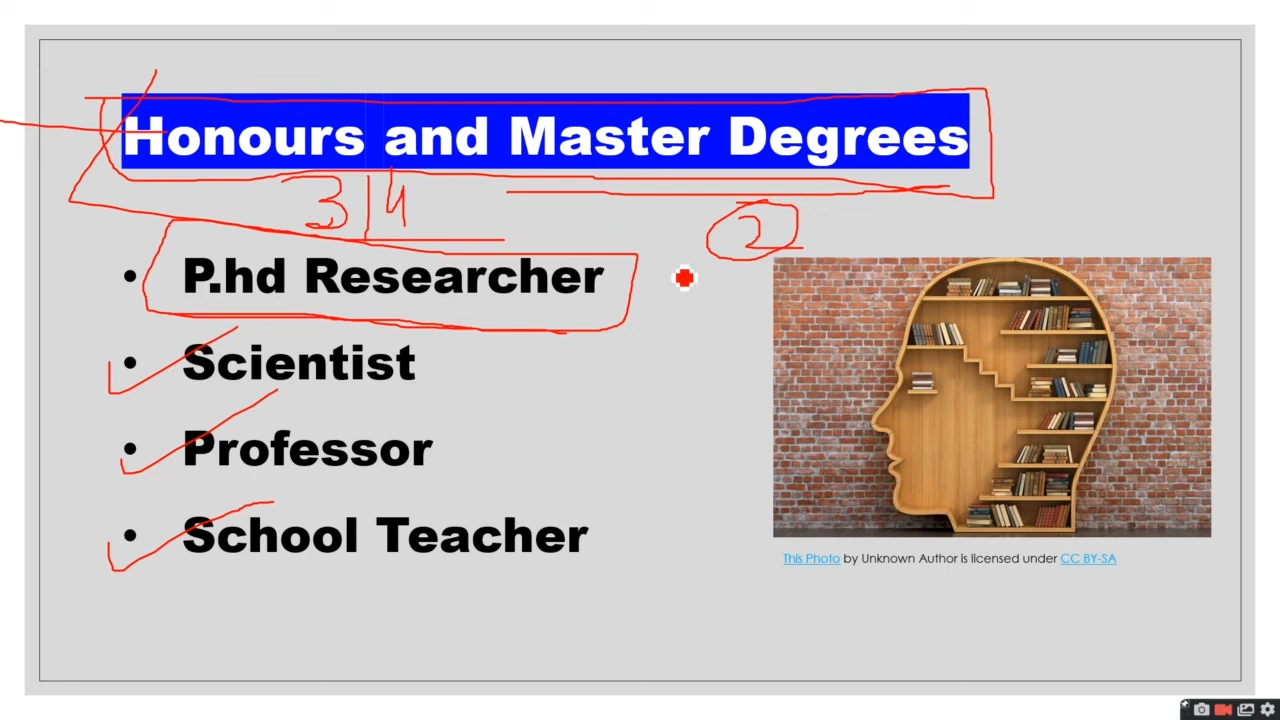 Honours and Master Degrees
3 4
2
• P.hd Researcher
• Scientist
• Professor
• School Teacher
This Photo by Unknown Author is licensed under CC BY-SA